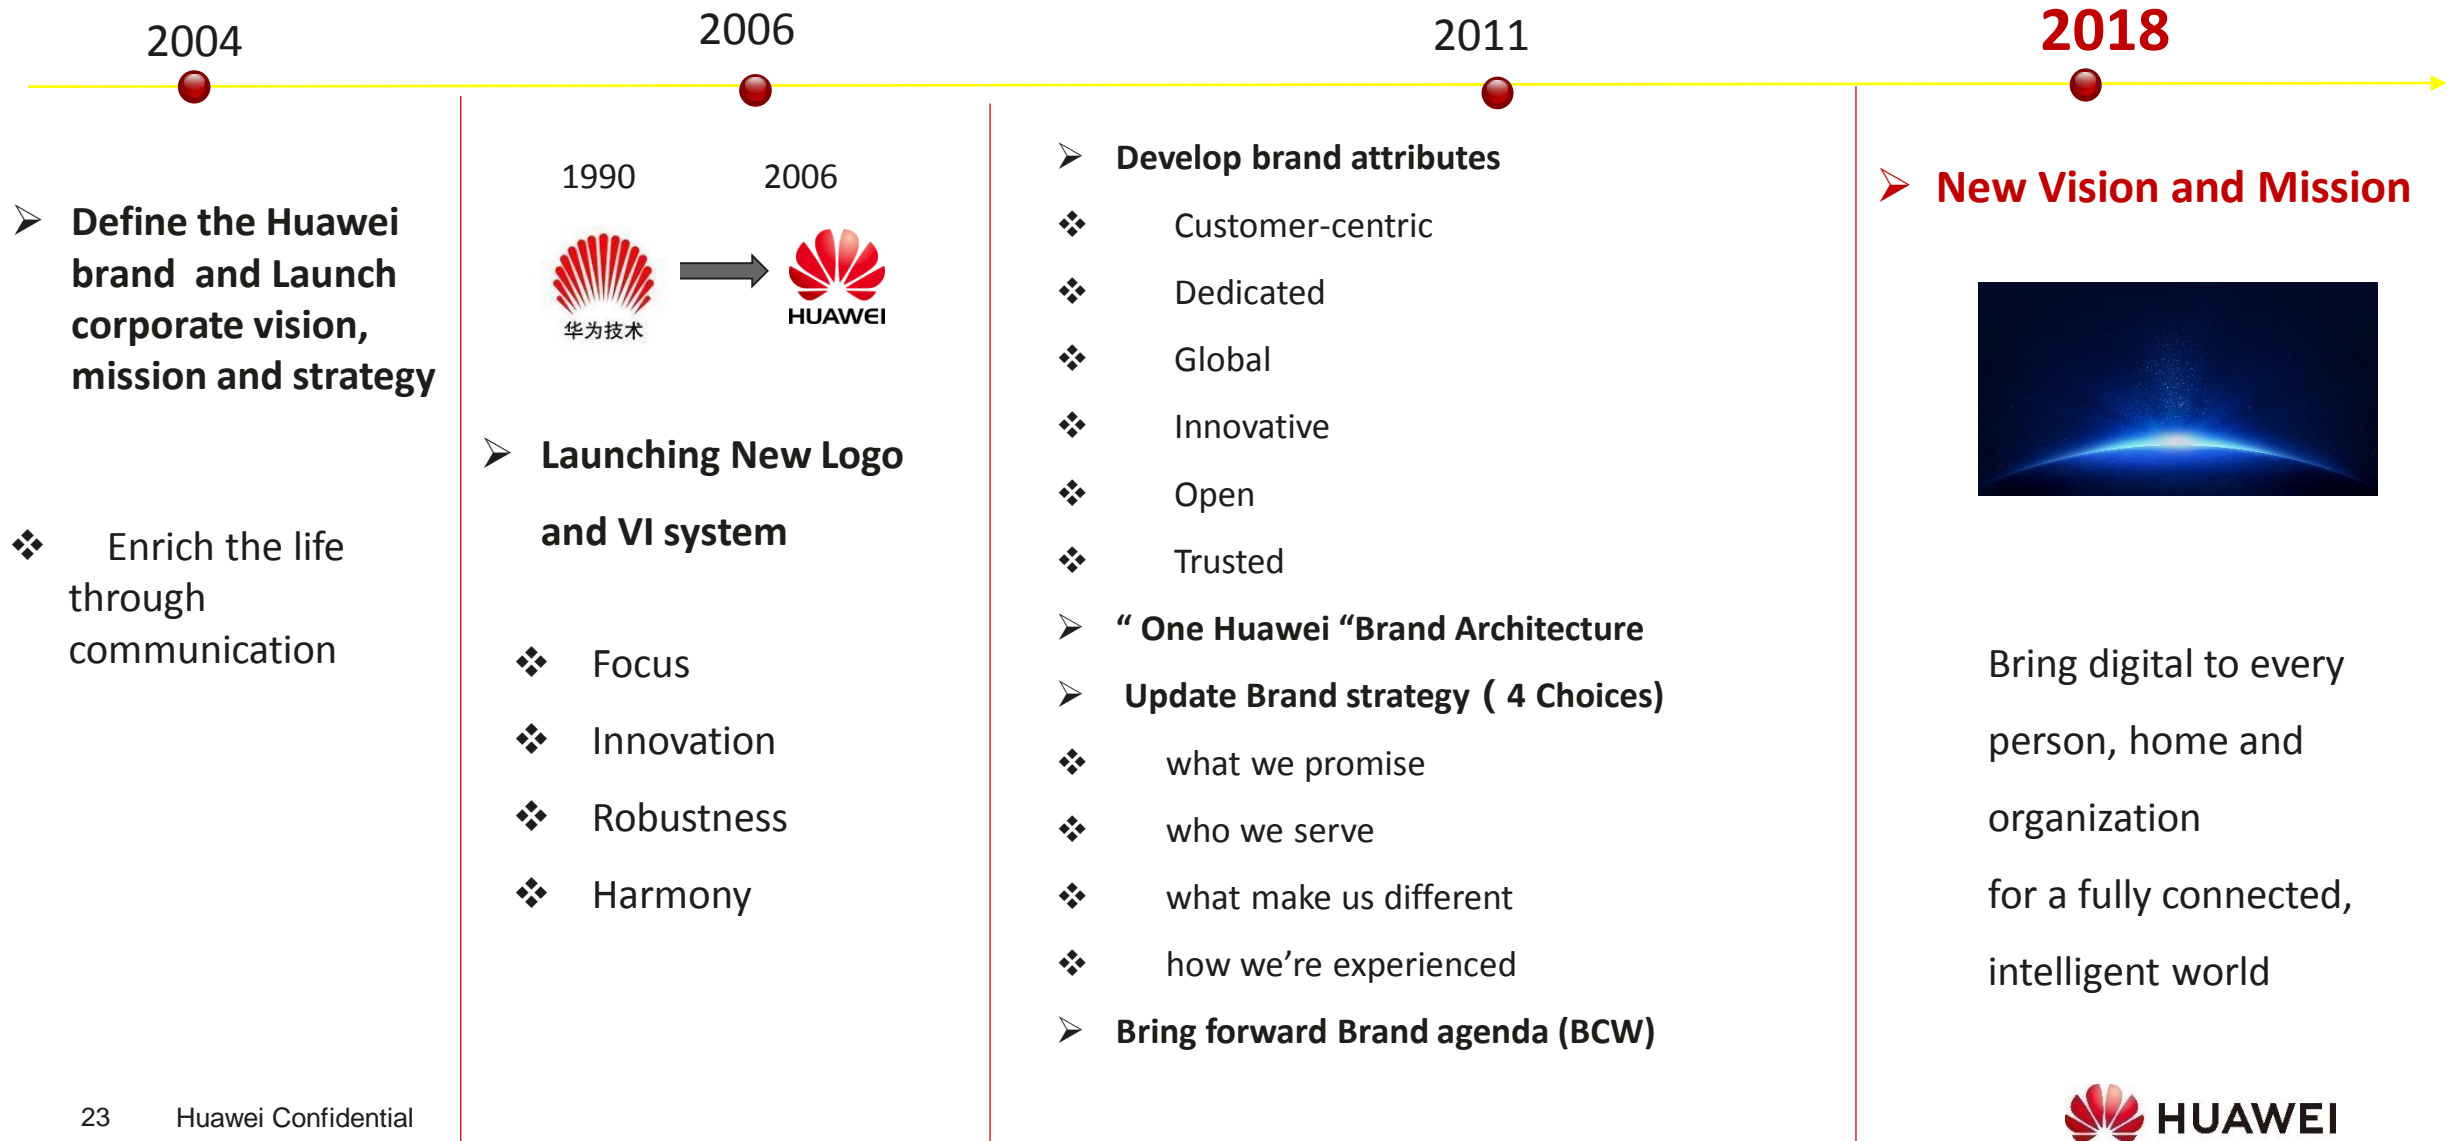 2004
2006
2011
2018
Define the Huawei
brand and Launch
corporate vision,
mission and strategy
Enrich the life
through
communication
1990 2006
华为技术
HUAWEI
Launching New Logo
and VI system
Focus
Innovation
Robustness
Harmony
Develop brand attributes
Customer-centric
Dedicated
Global
Innovative
Open
Trusted
“ One Huawei “Brand Architecture
Update Brand strategy ( 4 Choices)
what we promise
who we serve
what make us different
how we’re experienced
Bring forward Brand agenda (BCW)
New Vision and Mission
Bring digital to every
person, home and
organization
for a fully connected,
intelligent world
23 Huawei Confidential
HUAWEI